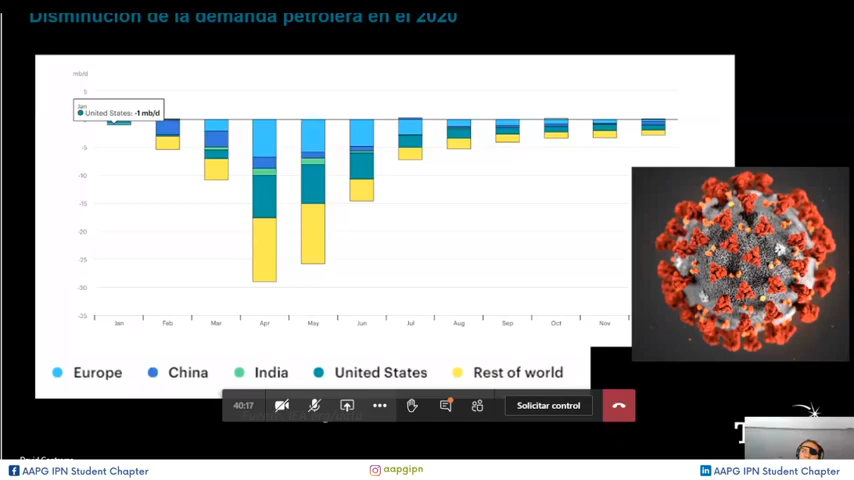 Disminución de la demanda petrolera en el 2020
mb/d
5
Jan
United States: -1 mb/d
-5
-10
-15
-20
-25
-30
-35
Jan Feb Mar Apr May Jun Jul Aug Sep Oct Nov
Europe China India United States Rest of world
40:17 Solicitar control
T
AAPG IPN Student Chapter aapgipn AAPG IPN Student Chapter